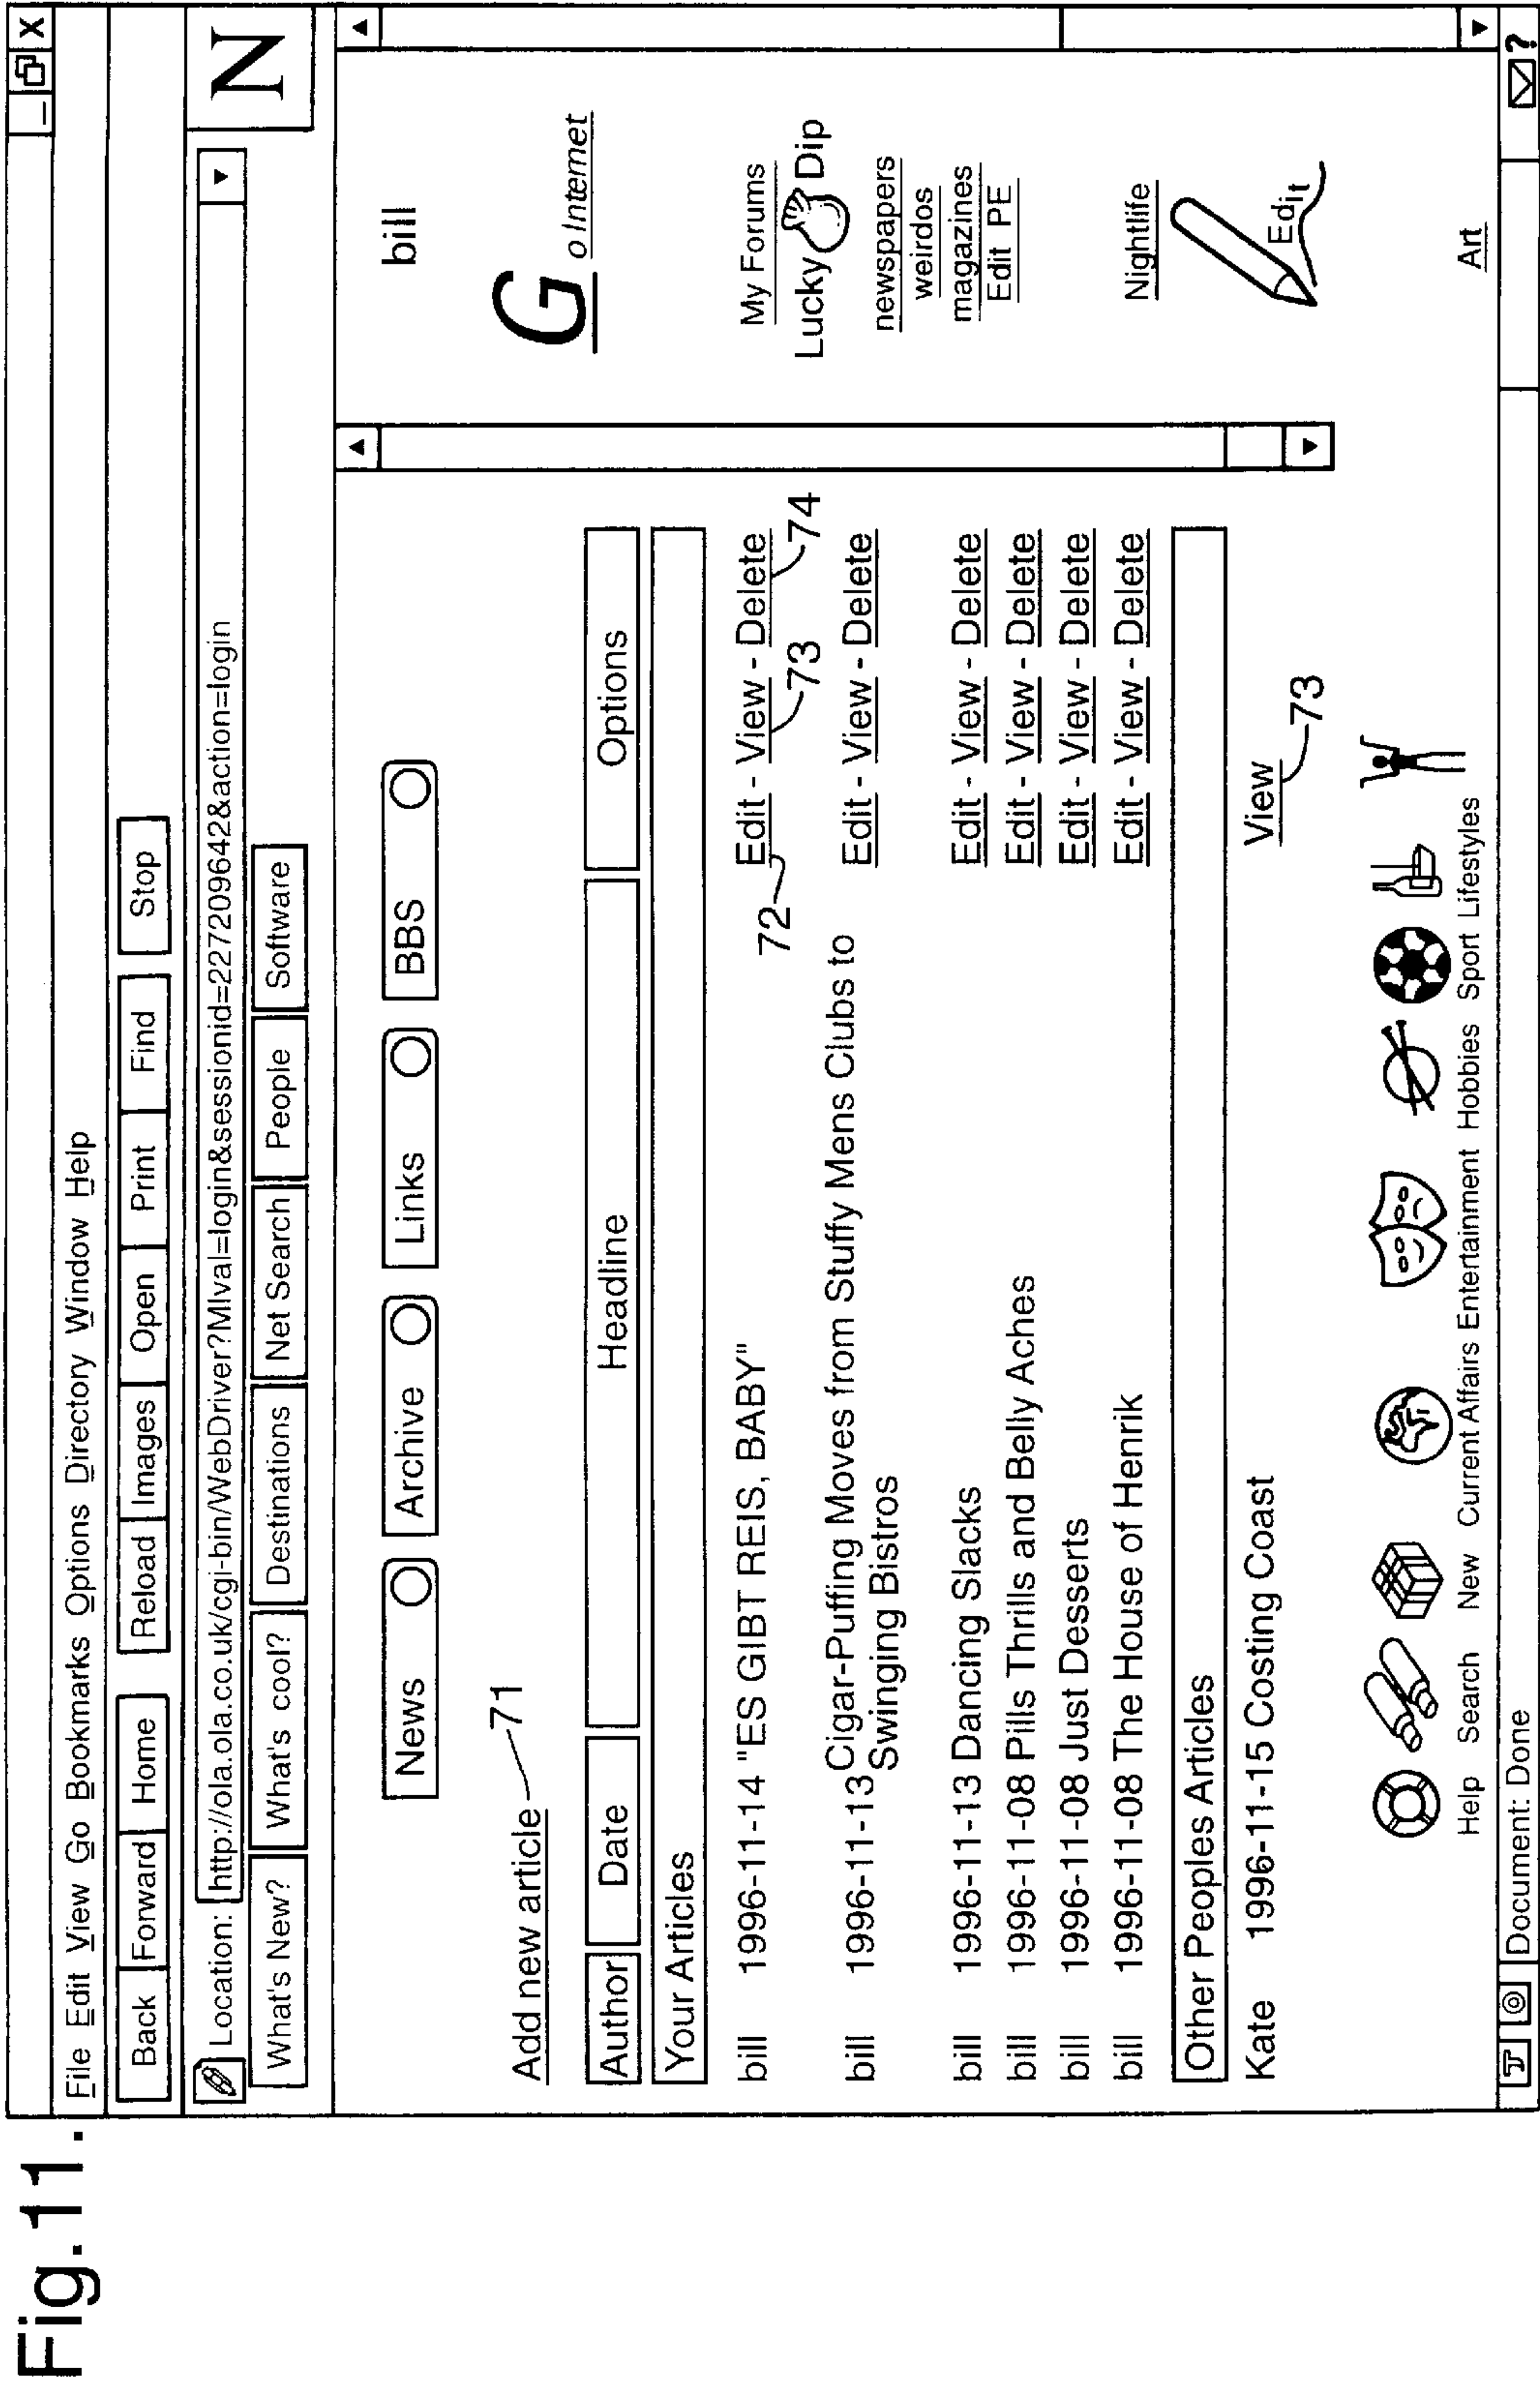 Fig.11.
_ X
File Edit View Go Bookmarks Options Directory Window Help
Back Forward Home Reload Images Open Print Find Stop
Location: http://ola.ola.co.uk/cgi-bin/WebDriver?MIval=login&sessionid=227209642&action=login
N
What's New? What's cool? Destinations Net Search People Software
News Archive Links BBS
Add new article 71
Author Date Headline Options
Your Articles
bill 1996-11-14 "ES GIBT REIS, BABY" Edit - View - Delete
72 73 74
bill 1996-11-13 Cigar-Puffing Moves from Stuffy Mens Clubs to Edit - View - Delete
Swinging Bistros
bill 1996-11-13 Dancing Slacks Edit - View - Delete
bill 1996-11-08 Pills Thrills and Belly Aches Edit - View - Delete
bill 1996-11-08 Just Desserts Edit - View - Delete
bill 1996-11-08 The House of Henrik Edit - View - Delete
Other Peoples Articles
Kate 1996-11-15 Costing Coast View
73
bill
Go Internet
My Forums
Lucky Dip
newspapers
weirdos
magazines
Edit PE
Nightlife
Edit
Art
Help Search New Current Affairs Entertainment Hobbies Sport Lifestyles
Document: Done ?